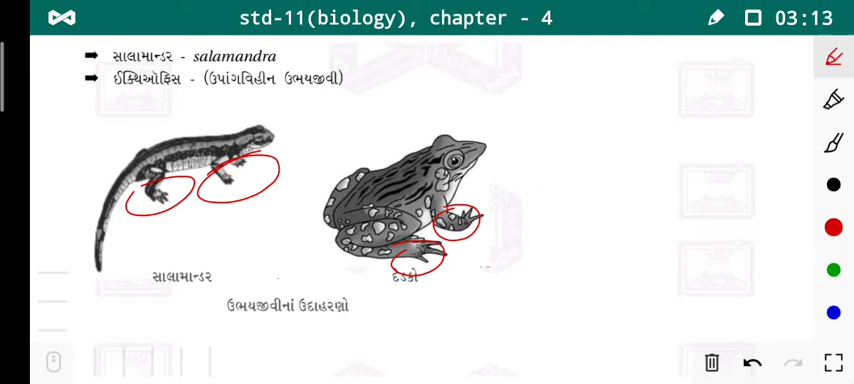 std-11(biology), chapter - 4
03:13
➡ સાલામાન્ડર - salamandra
➡ ઈક્થિઓફિસ - (ઉપાંગવિહીન ઉભયજીવી)
સાલામાન્ડર
દેડકો
ઉભયજીવીનાં ઉદાહરણો